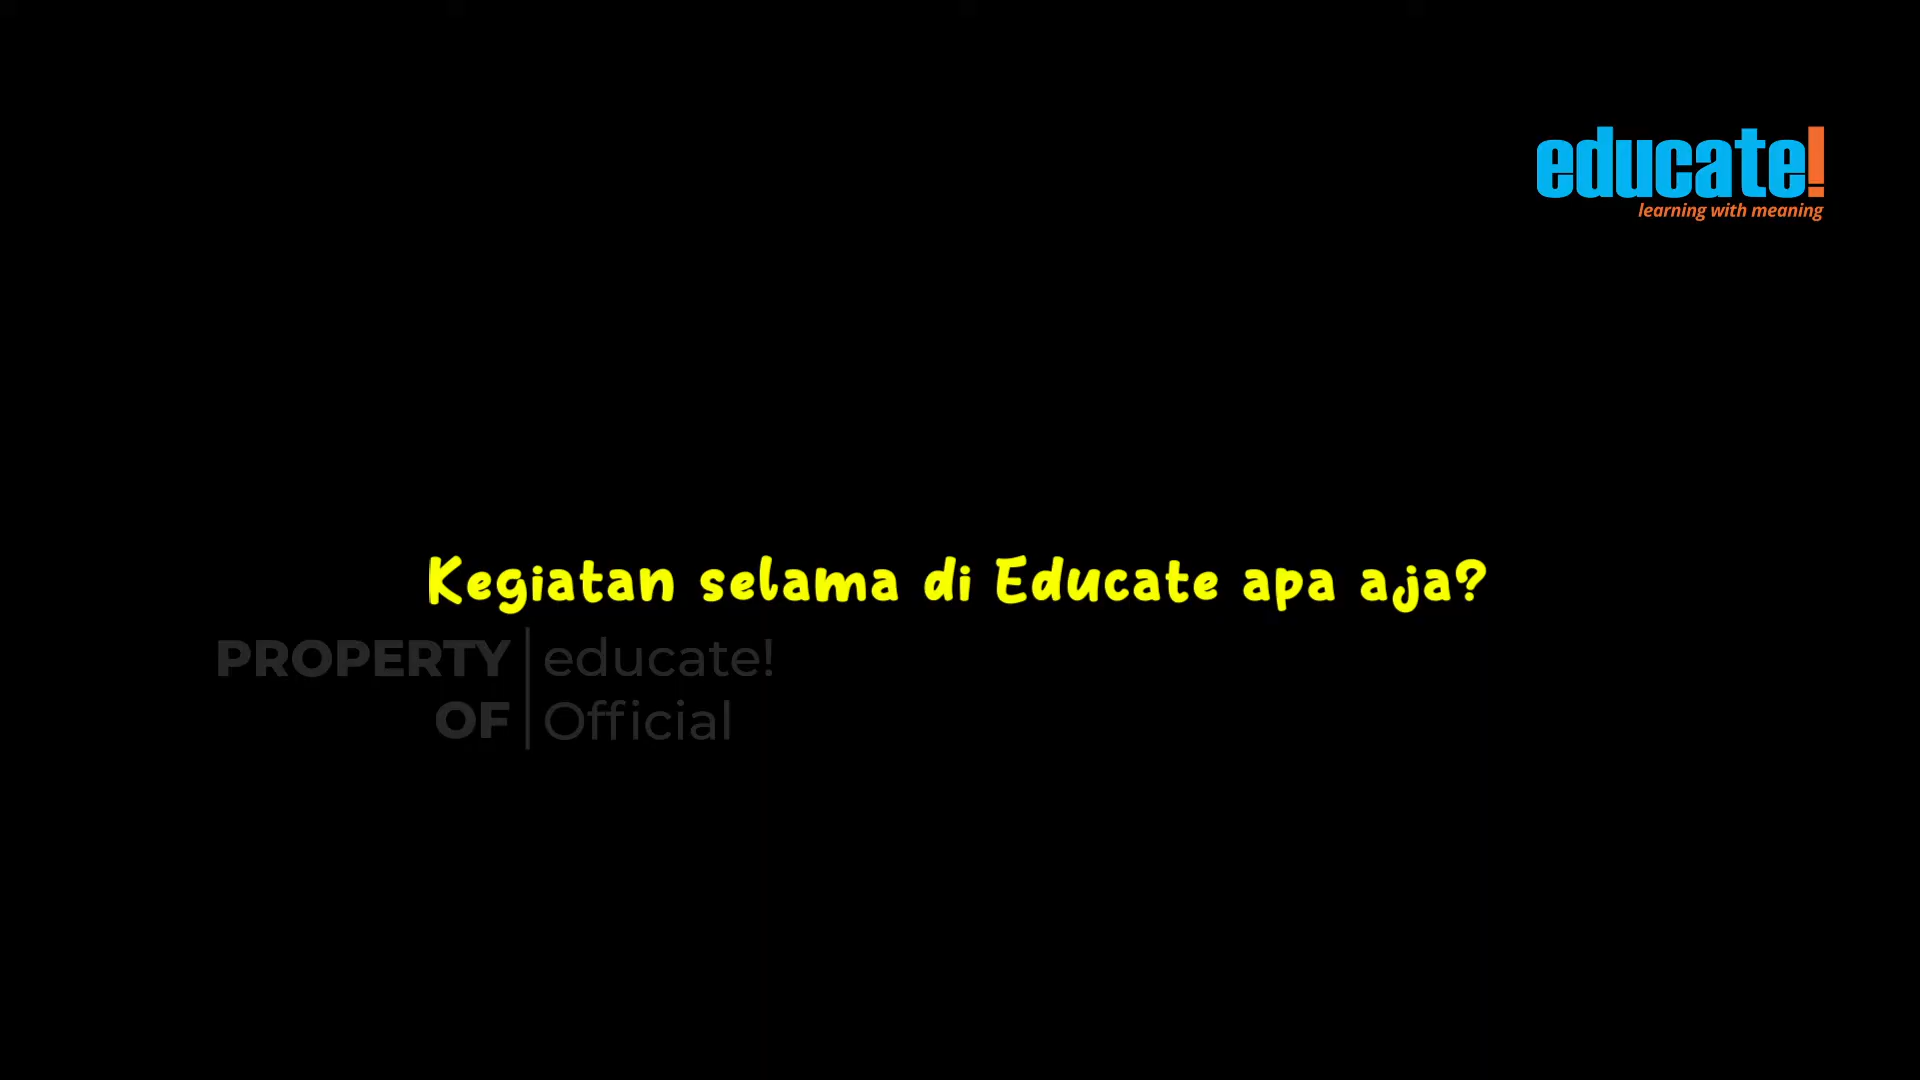 educate!
learning with meaning
Kegiatan selama di Educate apa aja?
PROPERTY OF
educate! Official